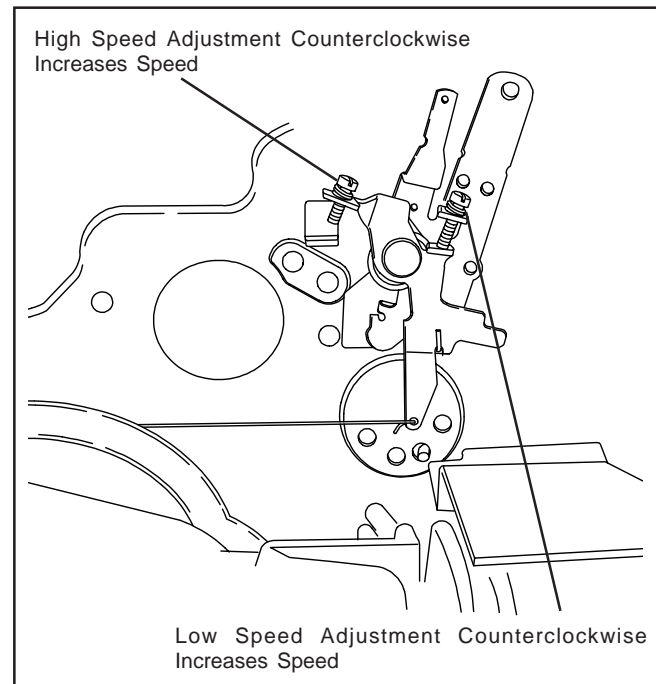 High Speed Adjustment Counterclockwise
Increases Speed
Low Speed Adjustment Counterclockwise
Increases Speed